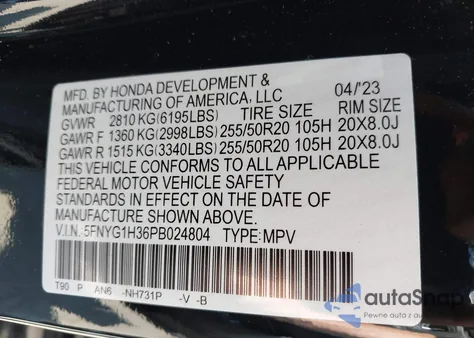 MFD. BY HONDA DEVELOPMENT &
MANUFACTURING OF AMERICA, LLC 04/'23
GVWR 2810 KG(6195LBS) TIRE SIZE RIM SIZE
GAWR F 1360 KG(2998LBS) 255/50R20 105H 20X8.0J
GAWR R 1515 KG(3340LBS) 255/50R20 105H 20X8.0J
THIS VEHICLE CONFORMS TO ALL APPLICABLE
FEDERAL MOTOR VEHICLE SAFETY
STANDARDS IN EFFECT ON THE DATE OF
MANUFACTURE SHOWN ABOVE.
V.I.N. 5FNYG1H36PB024804 TYPE: MPV
T90 P AN6 -NH731P -V -B
autoSnap
Pewne auto z